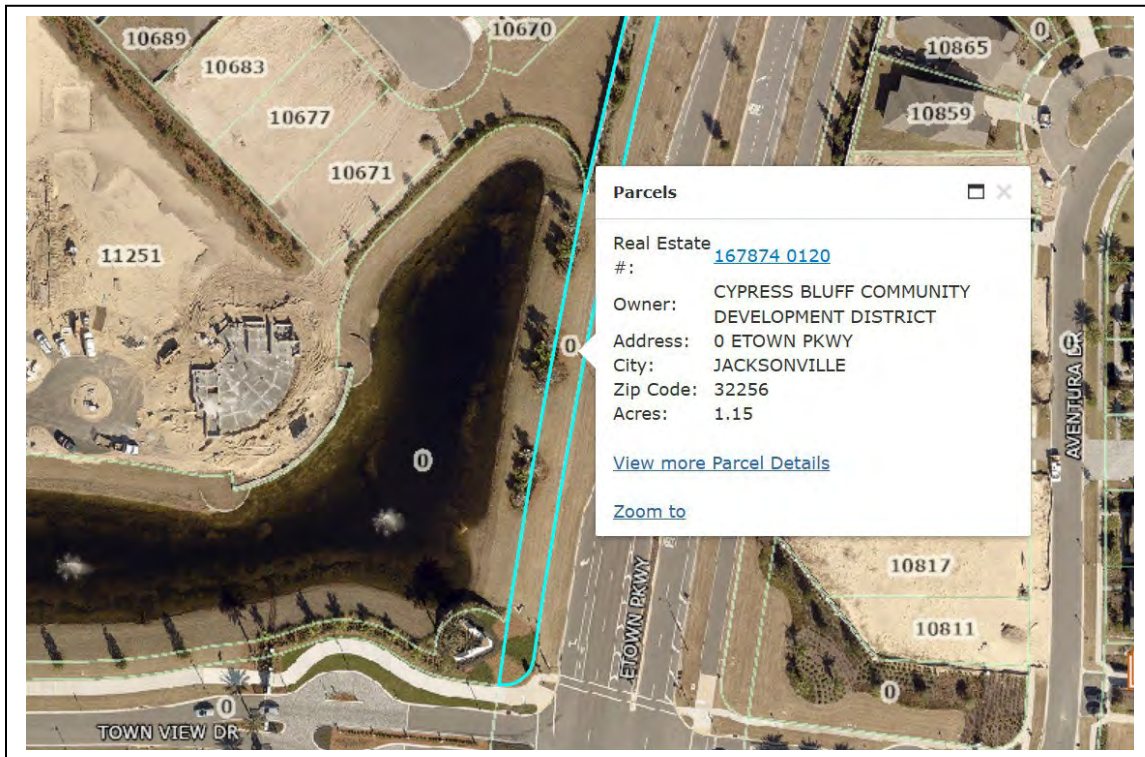 10689
10670
10683
10677
10671
11251
0
10865
10859
Parcels
Real Estate #: 167874 0120
Owner: CYPRESS BLUFF COMMUNITY
DEVELOPMENT DISTRICT
Address: 0 ETOWN PKWY
City: JACKSONVILLE
Zip Code: 32256
Acres: 1.15
View more Parcel Details
Zoom to
0
0
AVENTURA DR
0
ETOWN PKWY
10817
10811
0
0
TOWN VIEW DR